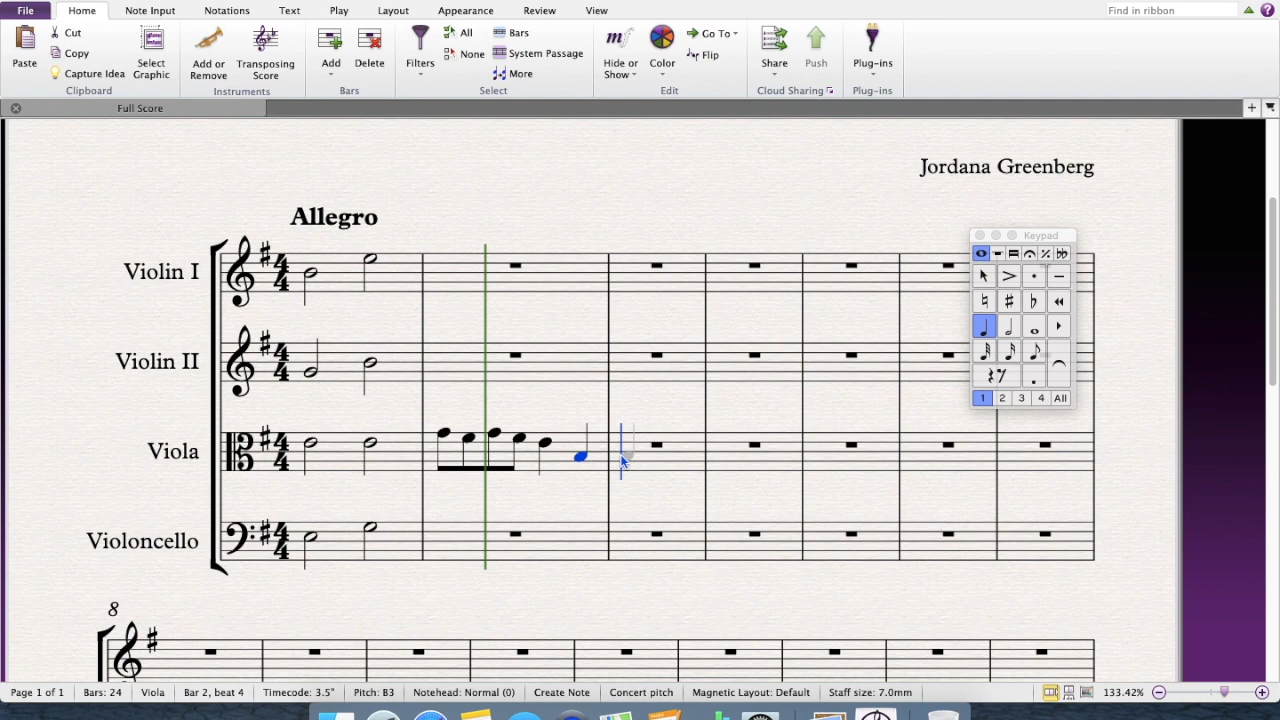 File Home Note Input Notations Text Play Layout Appearance Review View Find in ribbon
Paste Cut Copy Capture Idea Select Graphic Clipboard
Add or Remove Transposing Score Instruments
Add Delete Bars
Filters All None Bars System Passage More Select
Hide or Show Color Go To Flip Edit
Share Push Cloud Sharing
Plug-ins Plug-ins
Full Score
Jordana Greenberg
Allegro
Keypad
Violin I
Violin II
1 2 3 4 All
Viola
Violoncello
8
Page 1 of 1 Bars: 24 Viola Bar 2, beat 4 Timecode: 3.5" Pitch: B3 Notehead: Normal (0) Create Note Concert pitch Magnetic Layout: Default Staff size: 7.0mm 133.42%